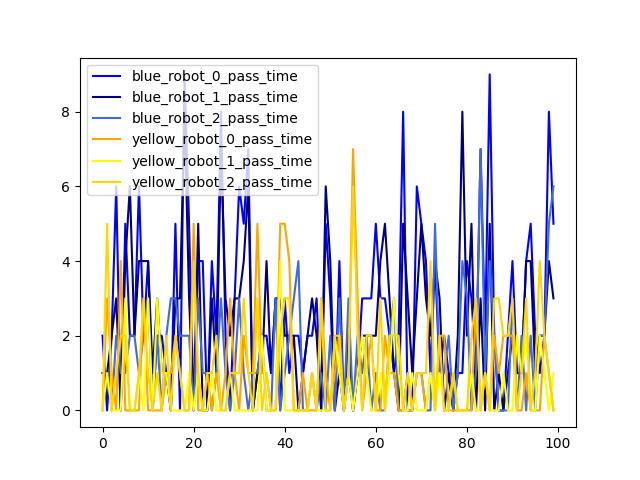 blue_robot_0_pass_time
blue_robot_1_pass_time
blue_robot_2_pass_time
yellow_robot_0_pass_time
yellow_robot_1_pass_time
yellow_robot_2_pass_time
8
6
4
2
0
0 20 40 60 80 100